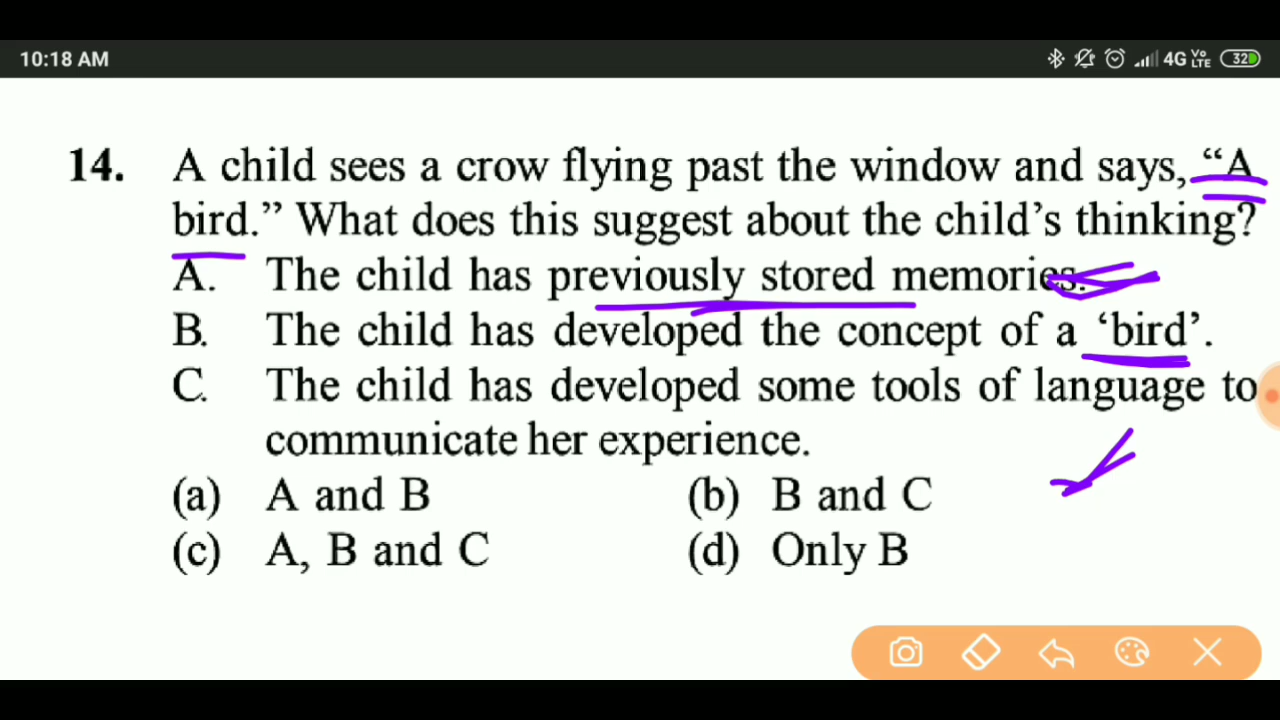 10:18 AM 4G Vo LTE 32
14. A child sees a crow flying past the window and says, “A
bird.” What does this suggest about the child’s thinking?
A. The child has previously stored memories.
B. The child has developed the concept of a ‘bird’.
C. The child has developed some tools of language to
communicate her experience.
(a) A and B (b) B and C
(c) A, B and C (d) Only B